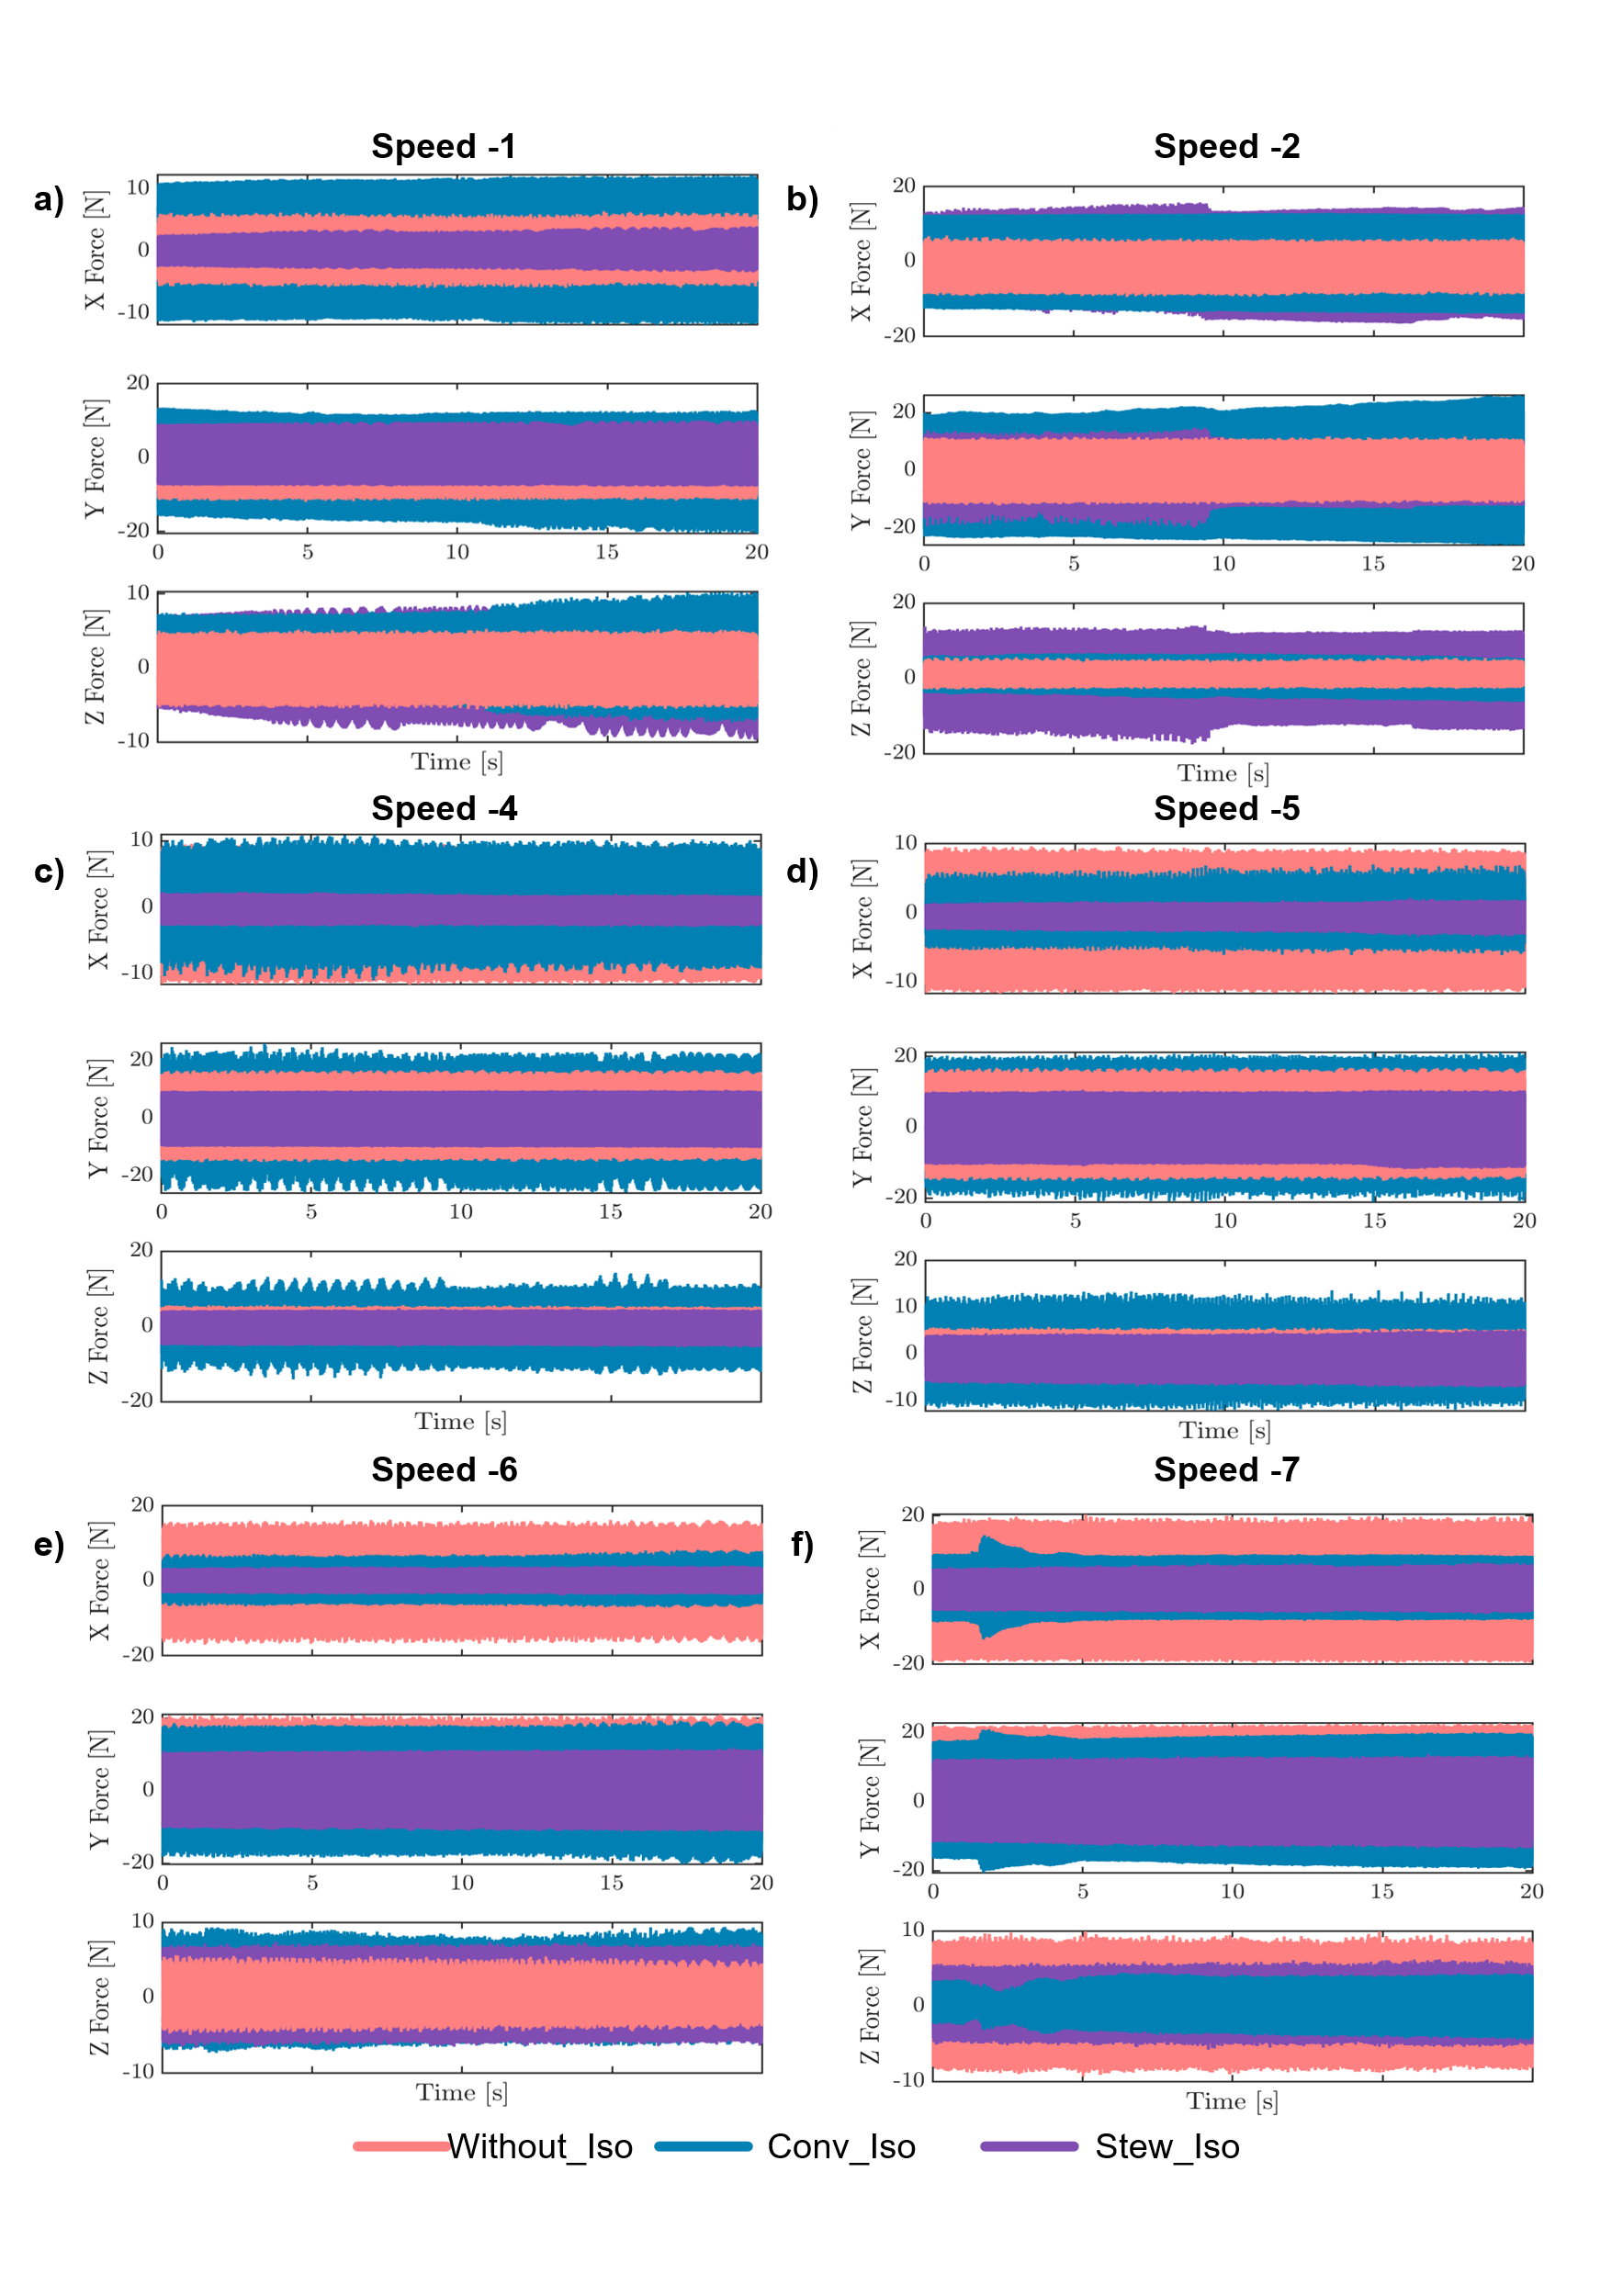 Speed -1
a)
X Force [N]
10
0
-10
Y Force [N]
20
0
-20
0 5 10 15 20
Z Force [N]
10
0
-10
Time [s]
Speed -2
b)
X Force [N]
20
0
-20
Y Force [N]
20
0
-20
0 5 10 15 20
Z Force [N]
20
0
-20
Time [s]
Speed -4
c)
X Force [N]
10
0
-10
Y Force [N]
20
0
-20
0 5 10 15 20
Z Force [N]
20
0
-20
Time [s]
Speed -5
d)
X Force [N]
10
0
-10
Y Force [N]
20
0
-20
0 5 10 15 20
Z Force [N]
20
10
0
-10
Time [s]
Speed -6
e)
X Force [N]
20
0
-20
Y Force [N]
20
0
-20
0 5 10 15 20
Z Force [N]
10
0
-10
Time [s]
Speed -7
f)
X Force [N]
20
0
-20
Y Force [N]
20
0
-20
0 5 10 15 20
Z Force [N]
10
0
-10
Time [s]
Without_Iso Conv_Iso Stew_Iso